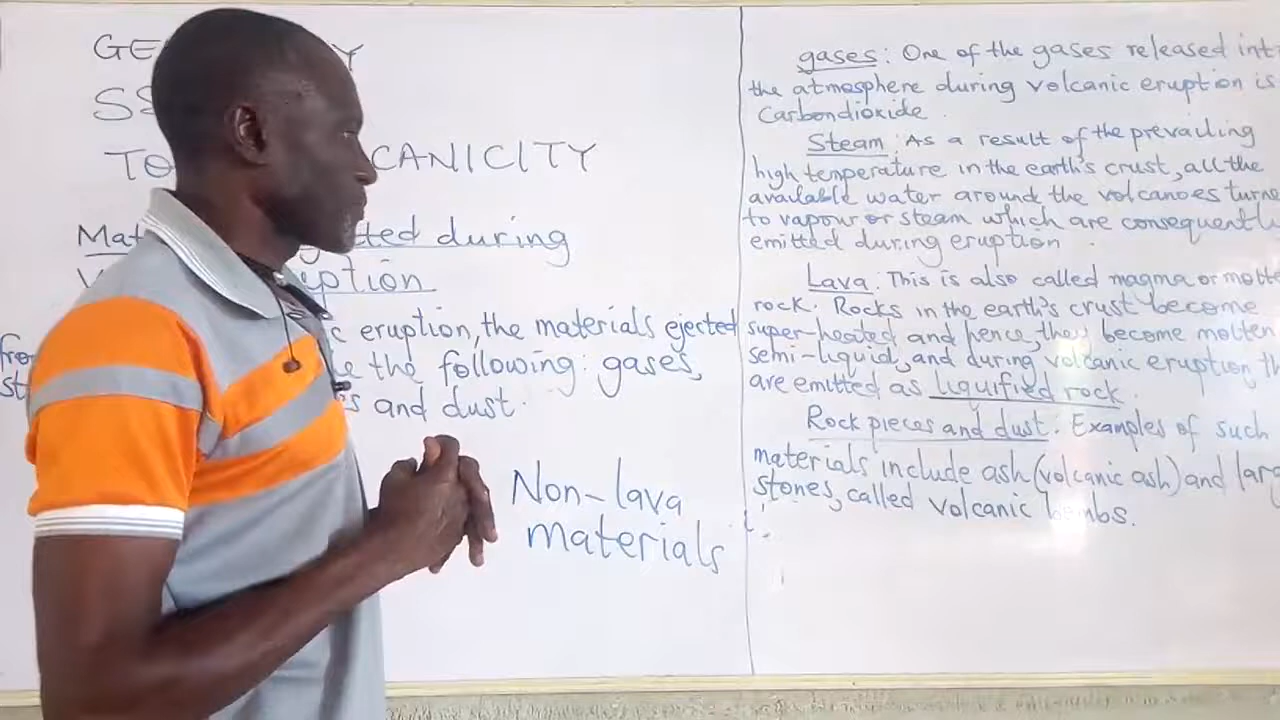 GE Y
SS
TO CANICITY
Mat ted during
V eption
c eruption, the materials ejected
fro e the following: gases,
st s and dust.
Non-lava
materials
gases: One of the gases released int
the atmosphere during volcanic eruption is
Carbondioxide.
Steam: As a result of the prevailing
high temperature in the earth's crust, all the
available water around the volcanoes turne
to vapour or steam which are consequentl
emitted during eruption.
Lava: This is also called magma or molte
rock. Rocks in the earth's crust become
super-heated and hence, they become molten
semi-liquid, and during volcanic eruption, th
are emitted as liquified rock.
Rock pieces and dust: Examples of such
materials include ash (volcanic ash) and larg
stones, called volcanic bombs.